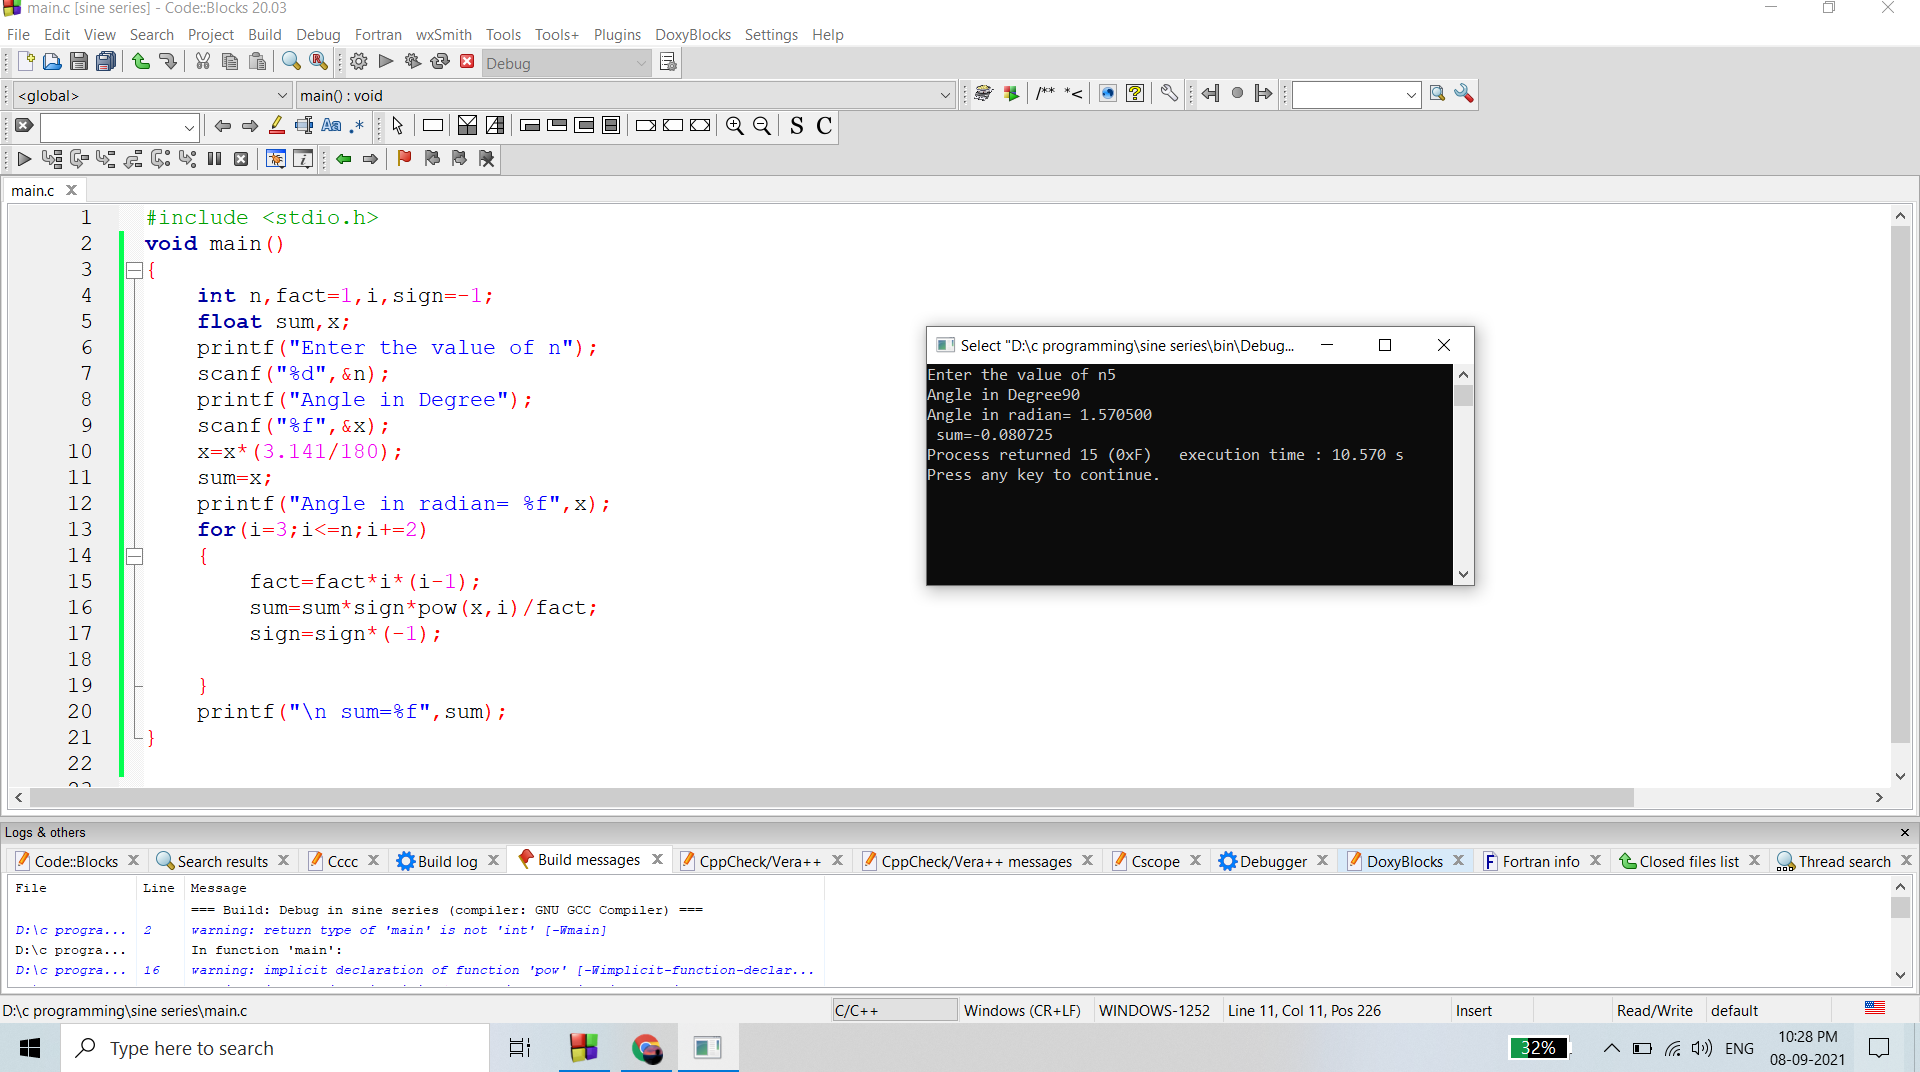 main.c [sine series] - Code::Blocks 20.03
File Edit View Search Project Build Debug Fortran wxSmith Tools Tools+ Plugins DoxyBlocks Settings Help
Debug
<global> main() : void /** *<
Aa .* S C
main.c
1 #include <stdio.h>
2 void main()
3 {
4 int n,fact=1,i,sign=-1;
5 float sum,x;
6 printf("Enter the value of n");
7 scanf("%d",&n);
8 printf("Angle in Degree");
9 scanf("%f",&x);
10 x=x*(3.141/180);
11 sum=x;
12 printf("Angle in radian= %f",x);
13 for(i=3;i<=n;i+=2)
14 {
15 fact=fact*i*(i-1);
16 sum=sum*sign*pow(x,i)/fact;
17 sign=sign*(-1);
18
19 }
20 printf("\n sum=%f",sum);
21 }
22
Select "D:\c programming\sine series\bin\Debug...
Enter the value of n5
Angle in Degree90
Angle in radian= 1.570500
sum=-0.080725
Process returned 15 (0xF) execution time : 10.570 s
Press any key to continue.
Logs & others
Code::Blocks Search results Cccc Build log Build messages CppCheck/Vera++ CppCheck/Vera++ messages Cscope Debugger DoxyBlocks Fortran info Closed files list Thread search
File Line Message
=== Build: Debug in sine series (compiler: GNU GCC Compiler) ===
D:\c progra... 2 warning: return type of 'main' is not 'int' [-Wmain]
D:\c progra... In function 'main':
D:\c progra... 16 warning: implicit declaration of function 'pow' [-Wimplicit-function-declar...
D:\c programming\sine series\main.c C/C++ Windows (CR+LF) WINDOWS-1252 Line 11, Col 11, Pos 226 Insert Read/Write default
Type here to search 32% ENG 10:28 PM
08-09-2021